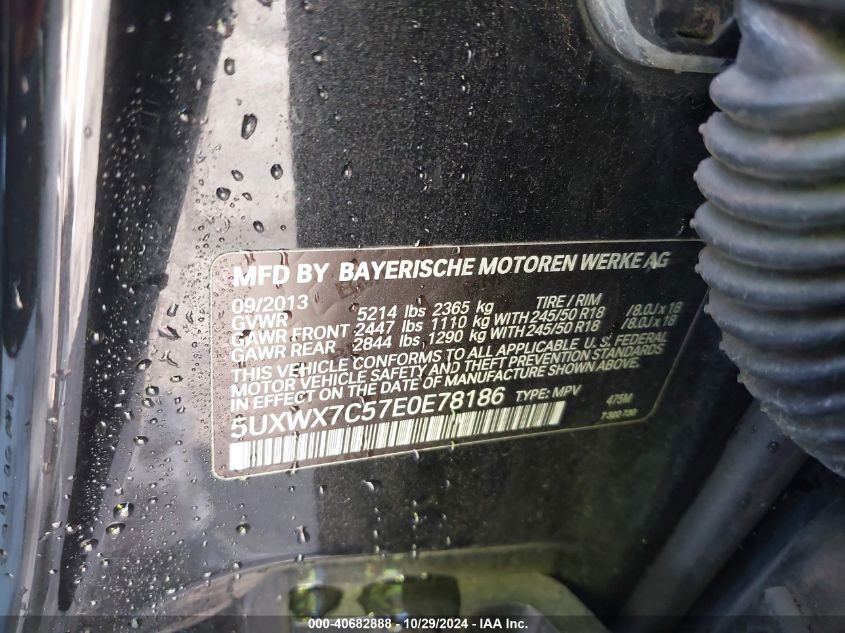 MFD BY BAYERISCHE MOTOREN WERKE AG
09/2013 TIRE / RIM
GVWR 5214 lbs 2365 kg
GAWR FRONT 2447 lbs 1110 kg WITH 245/50 R18 /8.0J x 18
GAWR REAR 2844 lbs 1290 kg WITH 245/50 R18 /8.0J x 18
THIS VEHICLE CONFORMS TO ALL APPLICABLE U.S. FEDERAL
MOTOR VEHICLE SAFETY AND THEFT PREVENTION STANDARDS
IN EFFECT ON THE DATE OF MANUFACTURE SHOWN ABOVE.
5UXWX7C57E0E78186 TYPE: MPV 475M
7 392 730
000-40682888 - 10/29/2024 - IAA Inc.